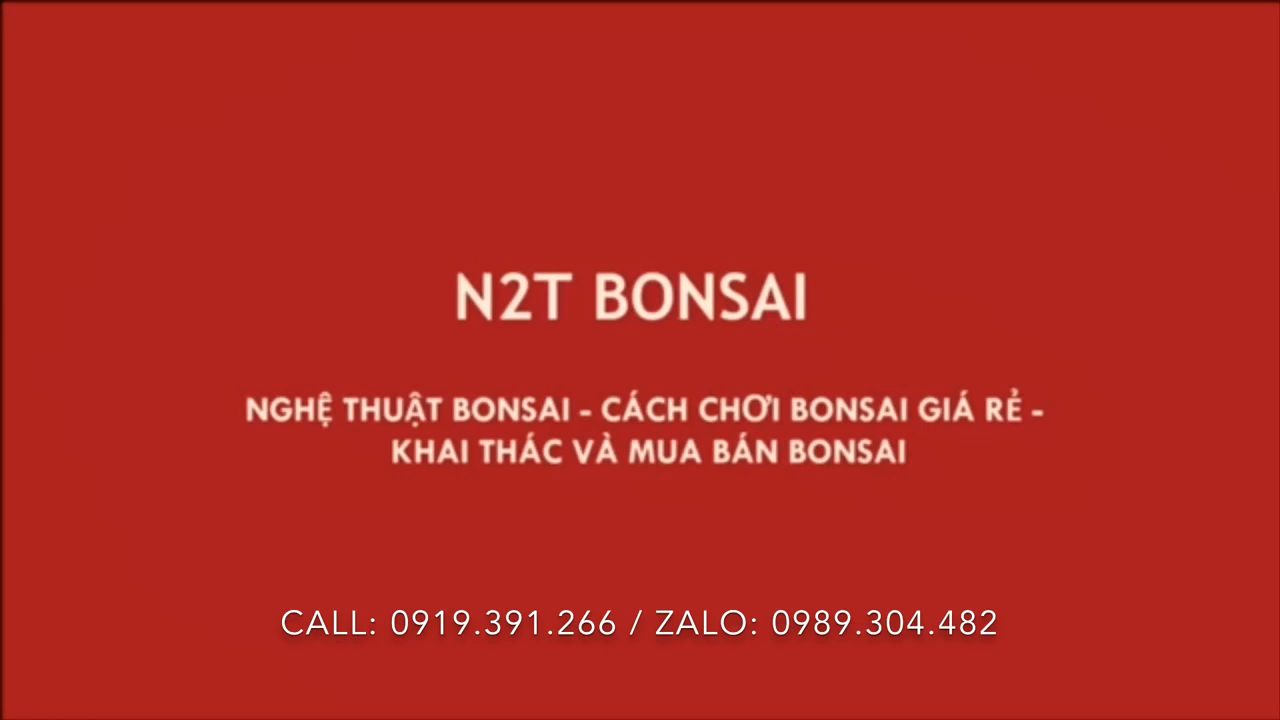 N2T BONSAI
NGHỆ THUẬT BONSAI - CÁCH CHƠI BONSAI GIÁ RẺ -
KHAI THÁC VÀ MUA BÁN BONSAI
CALL: 0919.391.266 / ZALO: 0989.304.482